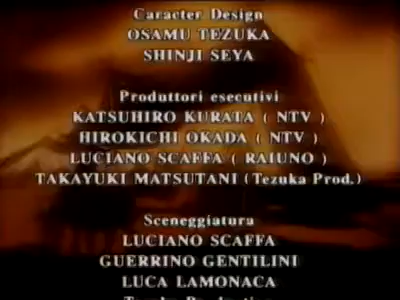 Caracter Design
OSAMU TEZUKA
SHINJI SEYA
Produttori esecutivi
KATSUHIRO KURATA ( NTV )
HIROKICHI OKADA ( NTV )
LUCIANO SCAFFA ( RAIUNO )
TAKAYUKI MATSUTANI (Tezuka Prod.)
Sceneggiatura
LUCIANO SCAFFA
GUERRINO GENTILINI
LUCA LAMONACA